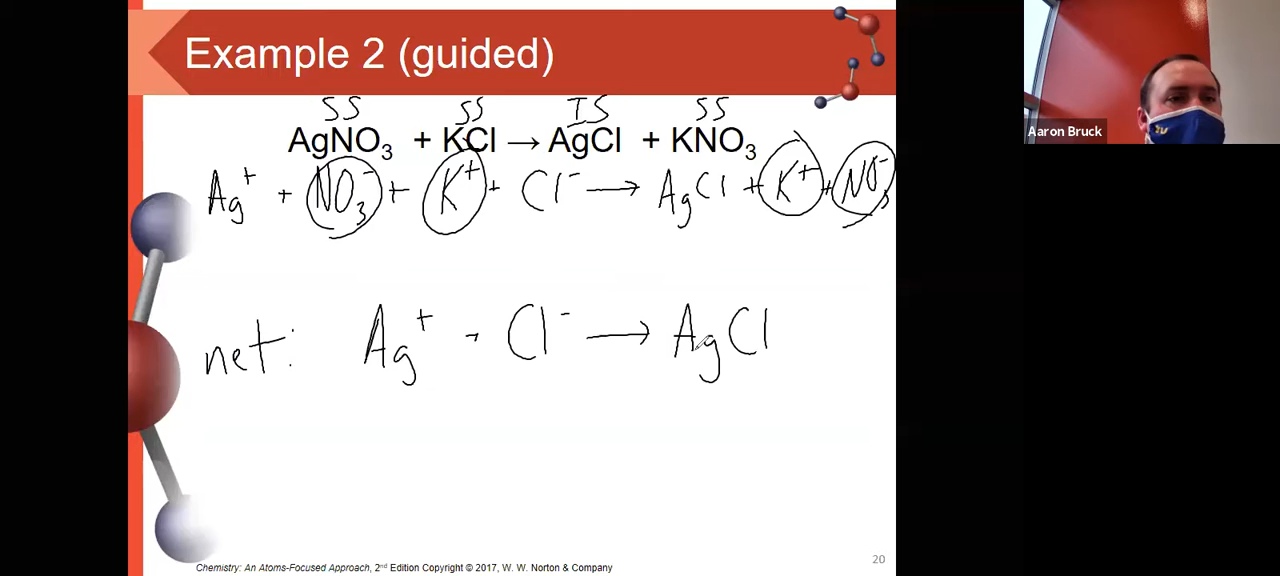 Example 2 (guided)
SS SS IS SS
AgNO₃ + KCl → AgCl + KNO₃
Ag⁺ + NO₃⁻ + K⁺ + Cl⁻ → AgCl + K⁺ + NO₃⁻
net: Ag⁺ + Cl⁻ → AgCl
20
Chemistry: An Atoms-Focused Approach, 2nd Edition Copyright © 2017, W. W. Norton & Company
Aaron Bruck